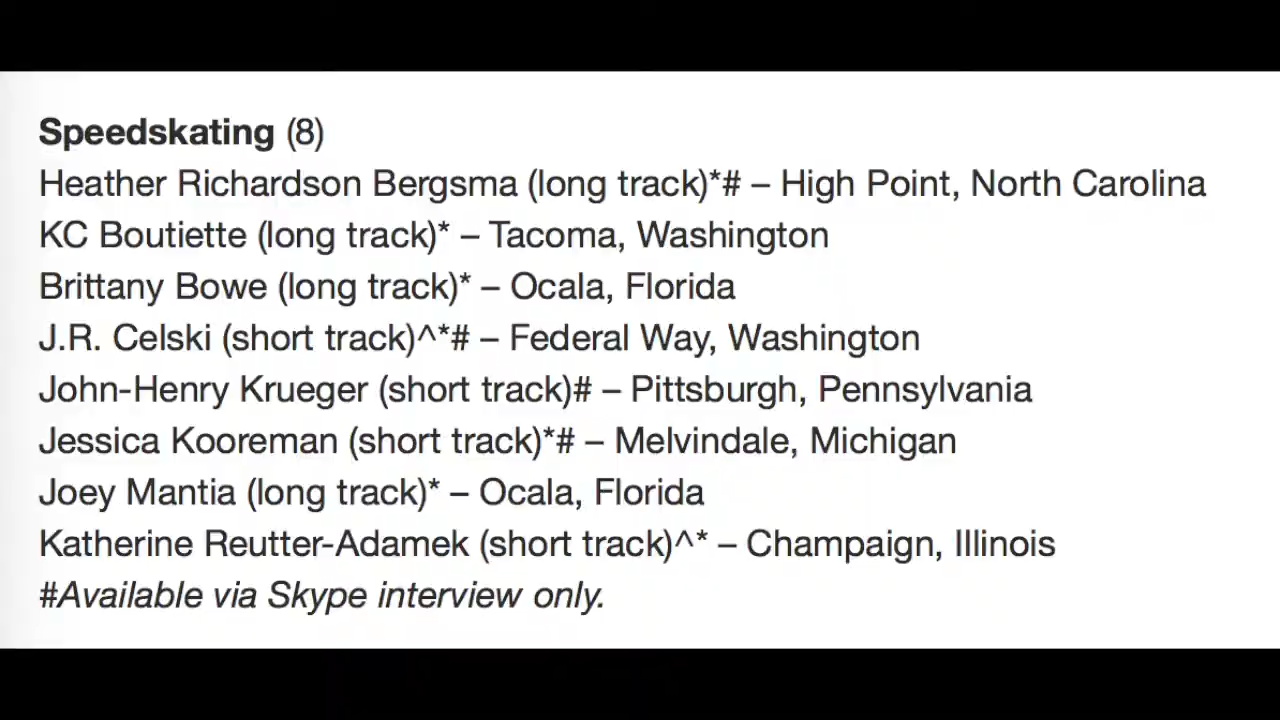 Speedskating (8)
Heather Richardson Bergsma (long track)*# – High Point, North Carolina
KC Boutiette (long track)* – Tacoma, Washington
Brittany Bowe (long track)* – Ocala, Florida
J.R. Celski (short track)^*# – Federal Way, Washington
John-Henry Krueger (short track)# – Pittsburgh, Pennsylvania
Jessica Kooreman (short track)*# – Melvindale, Michigan
Joey Mantia (long track)* – Ocala, Florida
Katherine Reutter-Adamek (short track)^* – Champaign, Illinois
#Available via Skype interview only.